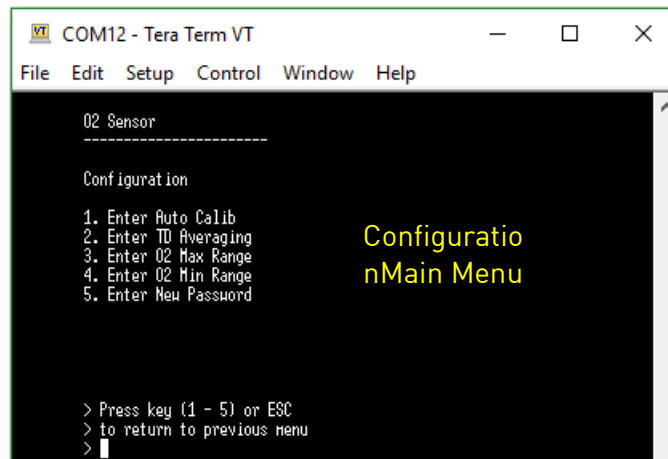 VT COM12 - Tera Term VT
File Edit Setup Control Window Help
O2 Sensor
-----------------------
Configuration
1. Enter Auto Calib
2. Enter TD Averaging
3. Enter O2 Max Range
4. Enter O2 Min Range
5. Enter New Password
Configuratio
nMain Menu
> Press key (1 - 5) or ESC
> to return to previous menu
>